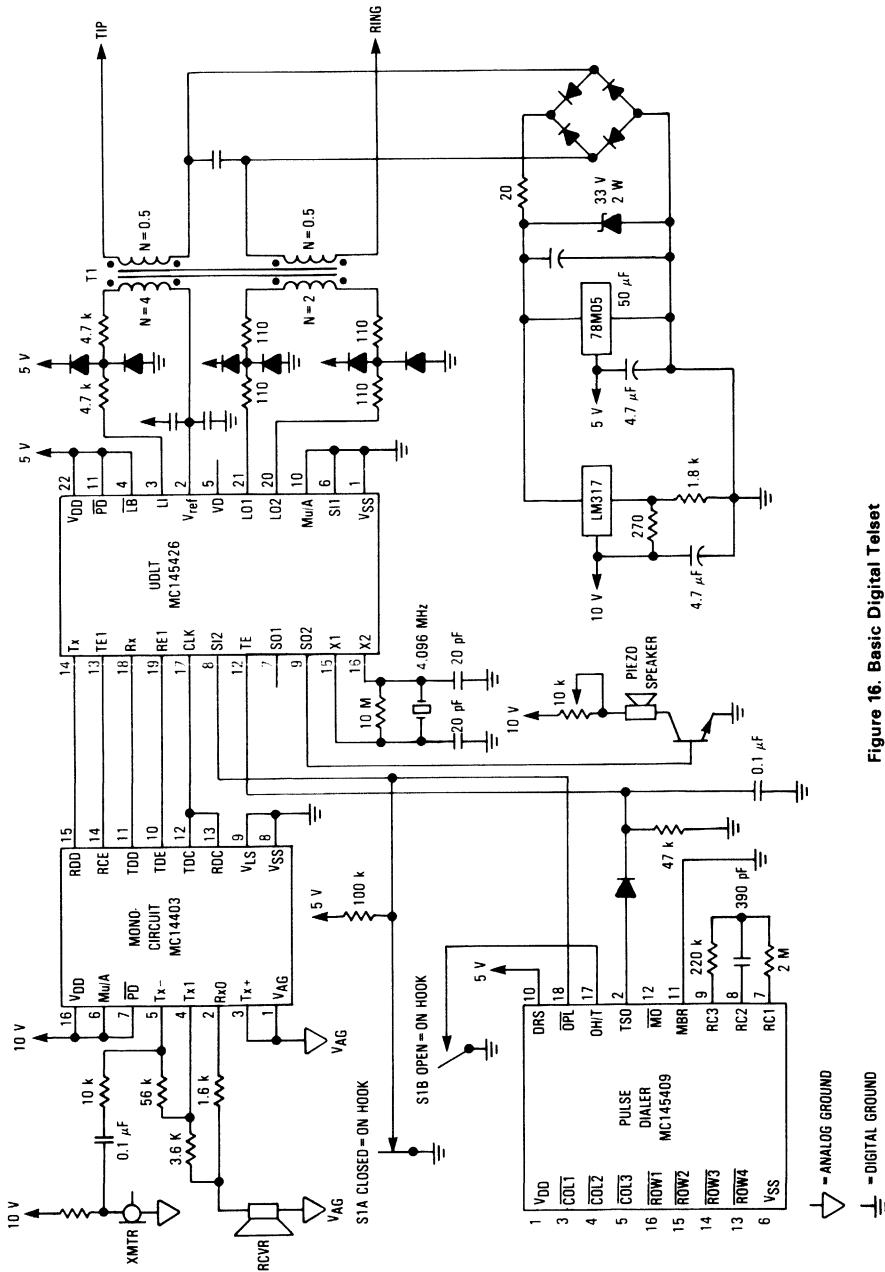 TIP
RING
T1
N=0.5
N=0.5
N=4
N=2
5 V
4.7 k
4.7 k
110
110
110
110
20
33 V
2 W
50 µF
78M05
5 V
4.7 µF
LM317
10 V
270
1.8 k
4.7 µF
5 V
UDLT
MC145426
22 VDD
11 PD
4 LB
3 LI
2 Vref
5 VD
21 LO1
20 LO2
10 Mu/A
6 SI1
1 VSS
14 Tx
13 TE1
18 Rx
19 RE1
17 CLK
8 SI2
12 TE
7 SO1
9 SO2
15 X1
16 X2
10 M
4.096 MHz
20 pF
20 pF
10 V
10 k
PIEZO
SPEAKER
0.1 µF
MONO-
CIRCUIT
MC14403
15 RDD
14 RCE
11 TDD
10 TDE
12 TDC
13 RDC
9 VLS
8 VSS
16 VDD
6 Mu/A
7 PD
5 Tx−
4 Tx1
2 Rx0
3 Tx+
1 VAG
10 V
VAG
10 V
0.1 µF
10 k
56 k
3.6 K
1.6 k
XMTR
RCVR
VAG
5 V
100 k
S1A CLOSED = ON HOOK
S1B OPEN = ON HOOK
5 V
47 k
220 k
390 pF
2 M
PULSE
DIALER
MC145409
10 DRS
18 OPL
17 OH/T
2 TSO
12 MO
11 MBR
9 RC3
8 RC2
7 RC1
1 VDD
3 COL1
4 COL2
5 COL3
16 ROW1
15 ROW2
14 ROW3
13 ROW4
6 VSS
= ANALOG GROUND
= DIGITAL GROUND
Figure 16. Basic Digital Telset